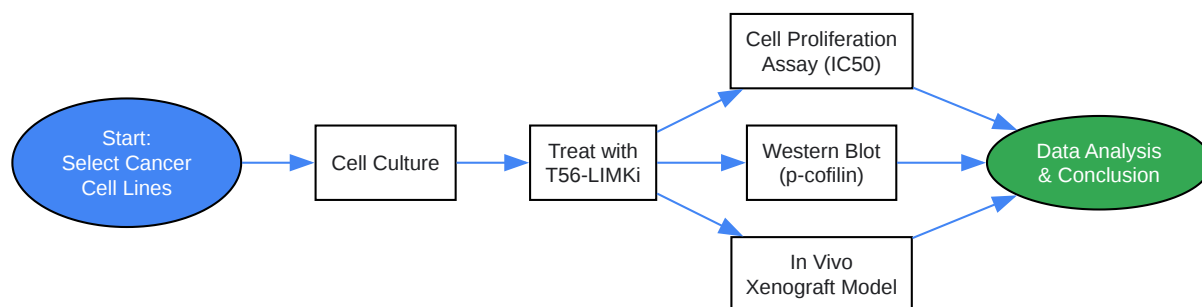 Start:
Select Cancer
Cell Lines
Cell Culture
Treat with
T56-LIMKi
Cell Proliferation
Assay (IC50)
Western Blot
(p-cofilin)
In Vivo
Xenograft Model
Data Analysis
& Conclusion